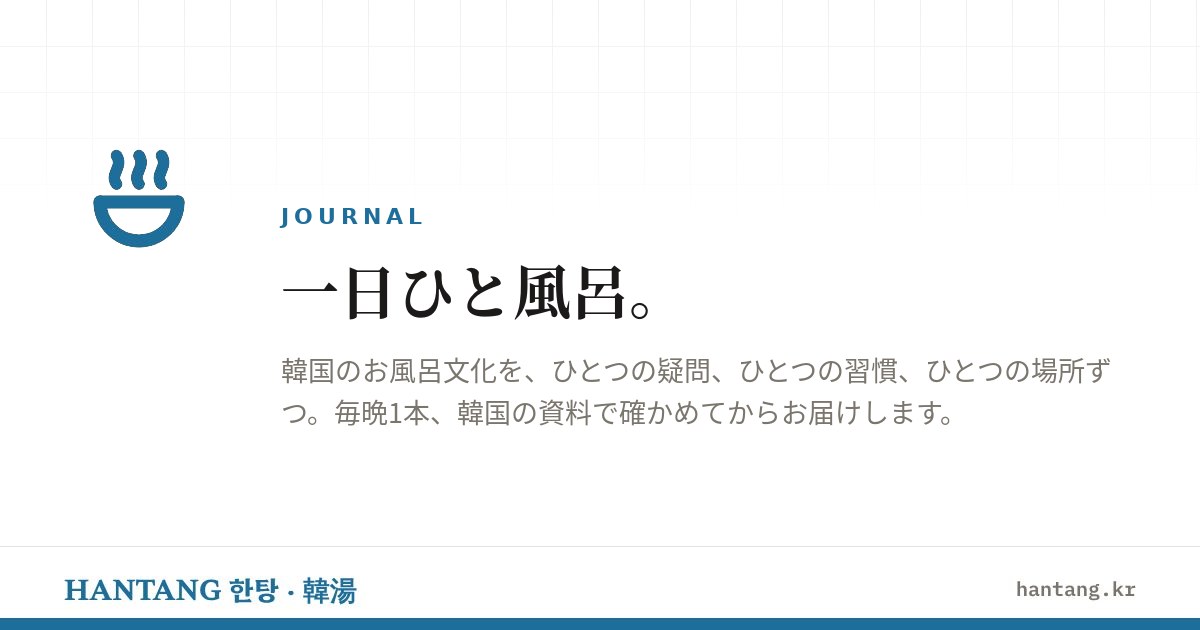 JOURNAL
一日ひと風呂。
韓国のお風呂文化を、ひとつの疑問、ひとつの習慣、ひとつの場所ず
つ。毎晩1本、韓国の資料で確かめてからお届けします。
HANTANG 한탕 · 韓湯
hantang.kr